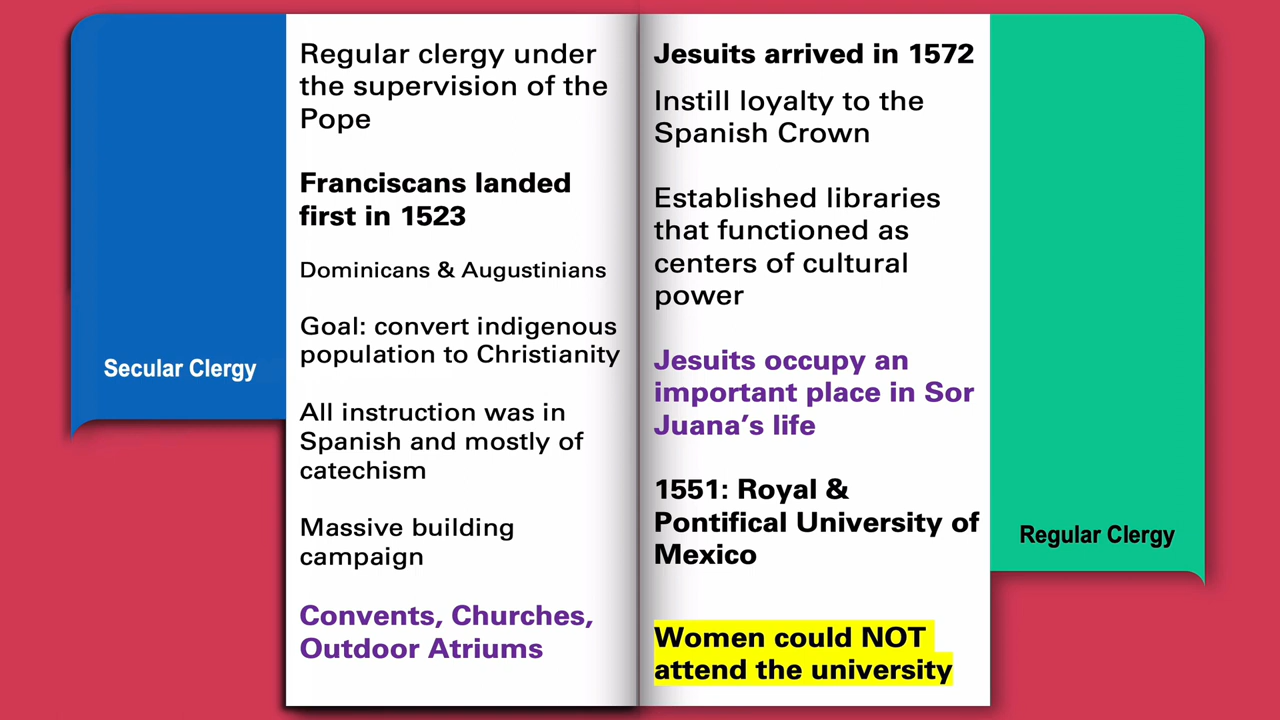 Secular Clergy
Regular clergy under
the supervision of the
Pope
Franciscans landed
first in 1523
Dominicans & Augustinians
Goal: convert indigenous
population to Christianity
All instruction was in
Spanish and mostly of
catechism
Massive building
campaign
Convents, Churches,
Outdoor Atriums
Jesuits arrived in 1572
Instill loyalty to the
Spanish Crown
Established libraries
that functioned as
centers of cultural
power
Jesuits occupy an
important place in Sor
Juana’s life
1551: Royal &
Pontifical University of
Mexico
Women could NOT
attend the university
Regular Clergy